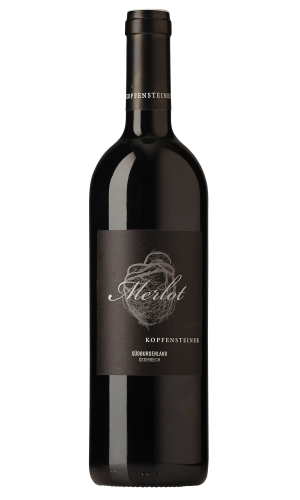 KOPFENSTEINER
Merlot
KOPFENSTEINER
SÜDBURGENLAND
ÖSTERREICH